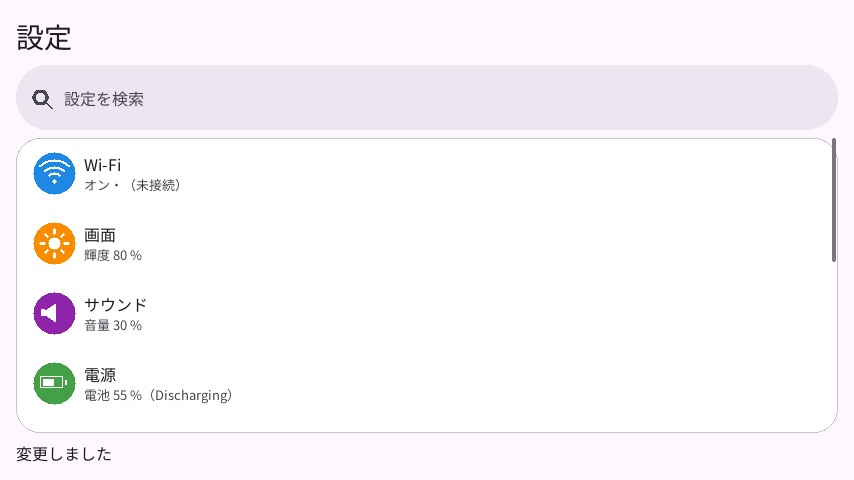 設定
設定を検索
Wi-Fi
オン・（未接続）
画面
輝度 80 %
サウンド
音量 30 %
電源
電池 55 %（Discharging）
変更しました